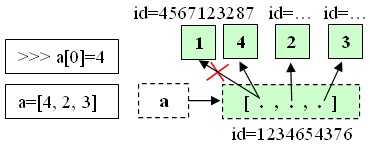 id=4567123287 id=... id=...
1 4 2 3
>>> a[0]=4
a=[4, 2, 3]
a
[ . , . , . ]
id=1234654376